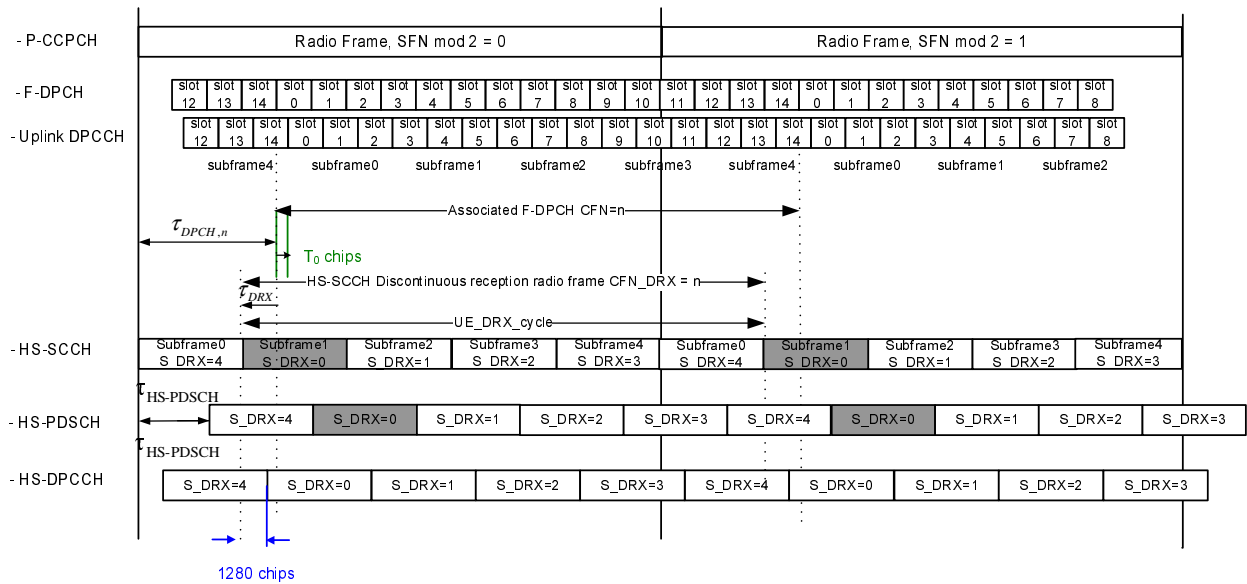 - P-CCPCH
Radio Frame, SFN mod 2 = 0
Radio Frame, SFN mod 2 = 1
- F-DPCH
slot slot slot slot slot slot slot slot slot slot slot slot slot slot slot slot slot slot slot slot slot slot slot slot slot slot slot
12 13 14 0 1 2 3 4 5 6 7 8 9 10 11 12 13 14 0 1 2 3 4 5 6 7 8
- Uplink DPCCH
slot slot slot slot slot slot slot slot slot slot slot slot slot slot slot slot slot slot slot slot slot slot slot slot slot slot slot
12 13 14 0 1 2 3 4 5 6 7 8 9 10 11 12 13 14 0 1 2 3 4 5 6 7 8
subframe4 subframe0 subframe1 subframe2 subframe3 subframe4 subframe0 subframe1 subframe2
Associated F-DPCH CFN=n
τDPCH,n
T0 chips
HS-SCCH Discontinuous reception radio frame CFN_DRX = n
τDRX
UE_DRX_cycle
- HS-SCCH
Subframe0 Subframe1 Subframe2 Subframe3 Subframe4 Subframe0 Subframe1 Subframe2 Subframe3 Subframe4
S_DRX=4 S_DRX=0 S_DRX=1 S_DRX=2 S_DRX=3 S_DRX=4 S_DRX=0 S_DRX=1 S_DRX=2 S_DRX=3
τHS-PDSCH
- HS-PDSCH
S_DRX=4 S_DRX=0 S_DRX=1 S_DRX=2 S_DRX=3 S_DRX=4 S_DRX=0 S_DRX=1 S_DRX=2 S_DRX=3
τHS-PDSCH
- HS-DPCCH
S_DRX=4 S_DRX=0 S_DRX=1 S_DRX=2 S_DRX=3 S_DRX=4 S_DRX=0 S_DRX=1 S_DRX=2 S_DRX=3
1280 chips